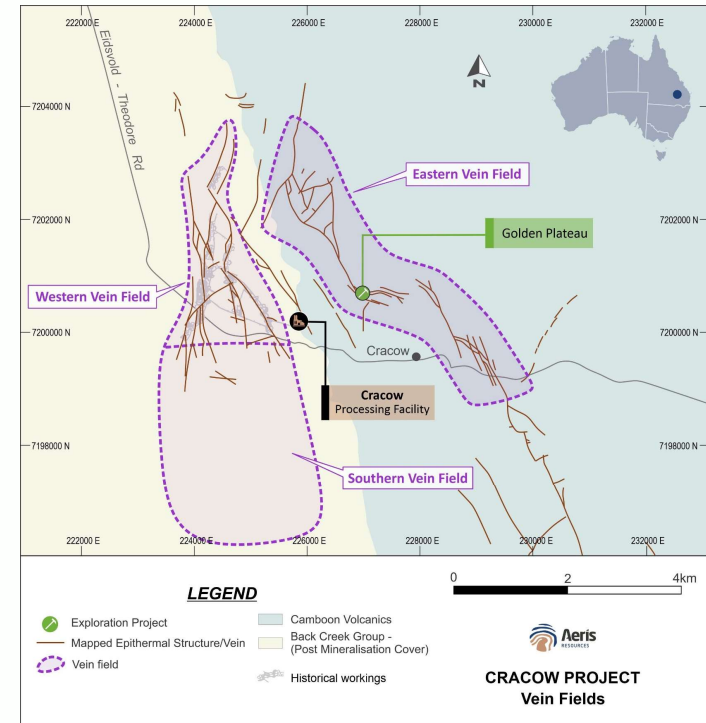 222000 E
224000 E
226000 E
228000 E
230000 E
232000 E
Eidsvold - Theodore Rd
7204000 N
7204000 N
N
Eastern Vein Field
7202000 N
7202000 N
Golden Plateau
Western Vein Field
7200000 N
7200000 N
Cracow
Cracow
Processing Facility
7198000 N
7198000 N
Southern Vein Field
222000 E
224000 E
226000 E
228000 E
230000 E
232000 E
LEGEND
Exploration Project
Mapped Epithermal Structure/Vein
Vein field
Camboon Volcanics
Back Creek Group -
(Post Mineralisation Cover)
Historical workings
0
2
4km
Aeris
RESOURCES
CRACOW PROJECT
Vein Fields